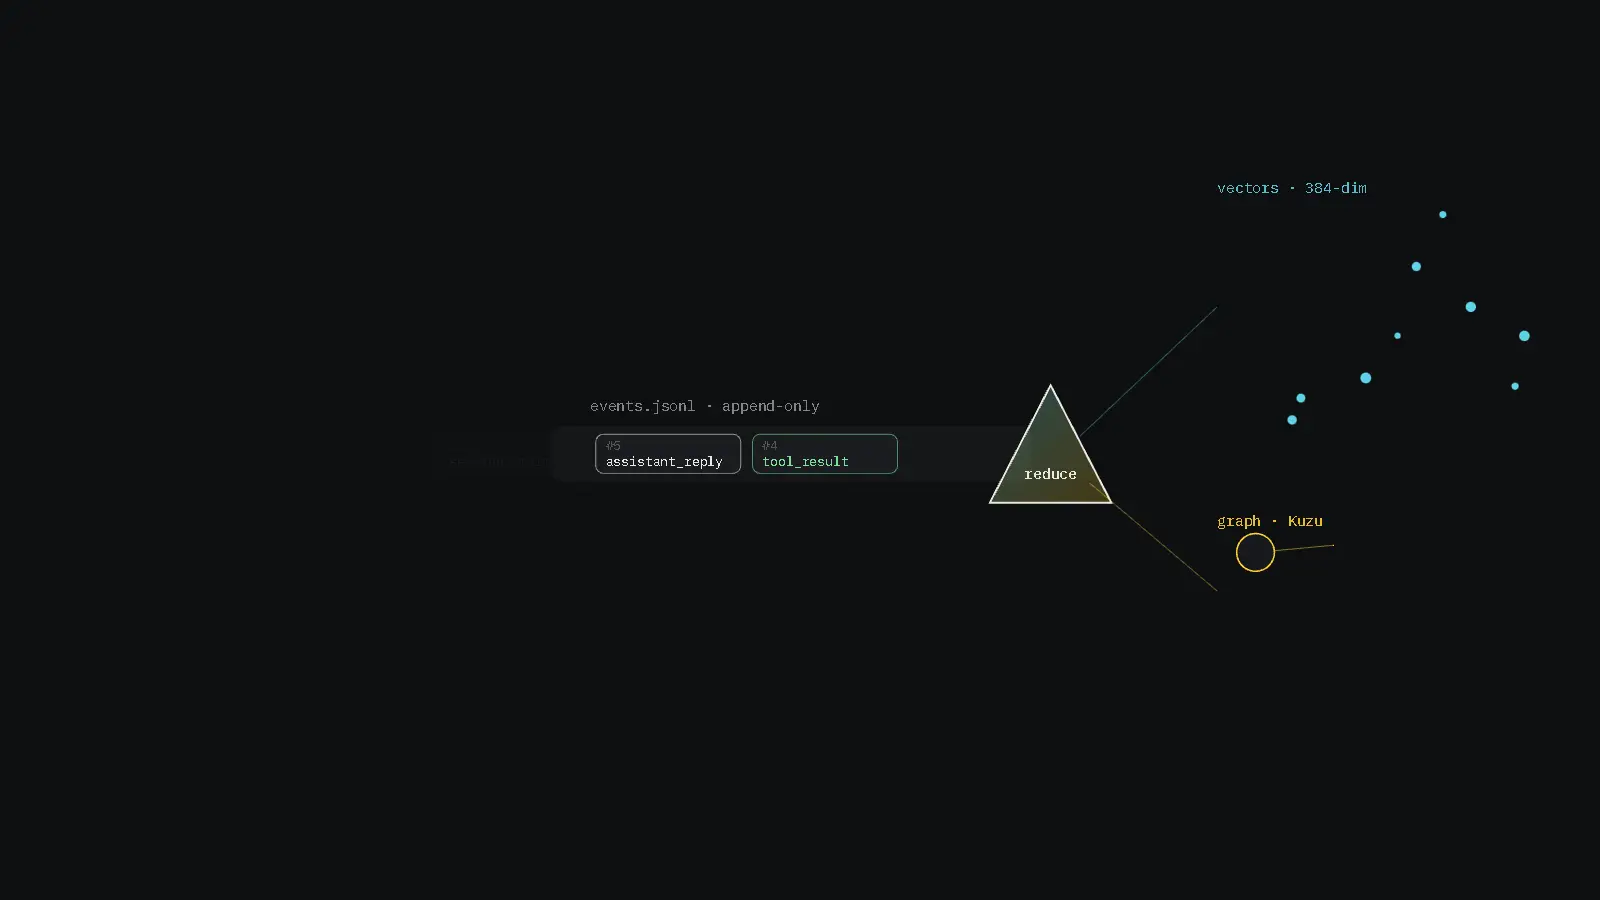 vectors · 384-dim
events.jsonl · append-only
#5
assistant_reply
#4
tool_result
reduce
graph · Kuzu